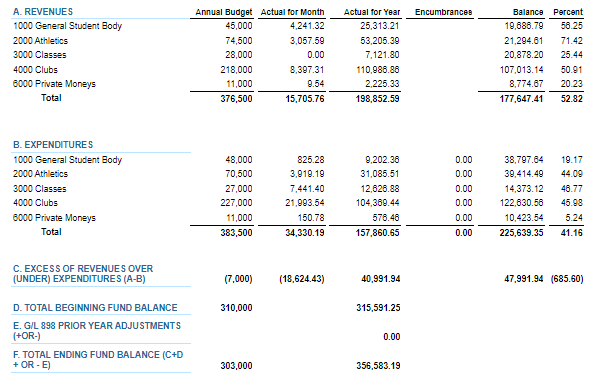 A. REVENUES Annual Budget Actual for Month Actual for Year Encumbrances Balance Percent
1000 General Student Body 45,000 4,241.32 25,313.21 19,686.79 56.25
2000 Athletics 74,500 3,057.59 53,205.39 21,294.61 71.42
3000 Classes 28,000 0.00 7,121.80 20,878.20 25.44
4000 Clubs 218,000 8,397.31 110,986.86 107,013.14 50.91
6000 Private Moneys 11,000 9.54 2,225.33 8,774.67 20.23
Total 376,500 15,705.76 198,852.59 177,647.41 52.82
B. EXPENDITURES
1000 General Student Body 48,000 825.28 9,202.36 0.00 38,797.64 19.17
2000 Athletics 70,500 3,919.19 31,085.51 0.00 39,414.49 44.09
3000 Classes 27,000 7,441.40 12,626.88 0.00 14,373.12 46.77
4000 Clubs 227,000 21,993.54 104,369.44 0.00 122,630.56 45.98
6000 Private Moneys 11,000 150.78 576.46 0.00 10,423.54 5.24
Total 383,500 34,330.19 157,860.65 0.00 225,639.35 41.16
C. EXCESS OF REVENUES OVER
(UNDER) EXPENDITURES (A-B) (7,000) (18,624.43) 40,991.94 47,991.94 (685.60)
D. TOTAL BEGINNING FUND BALANCE 310,000 315,591.25
E. G/L 898 PRIOR YEAR ADJUSTMENTS
(+OR-) 0.00
F. TOTAL ENDING FUND BALANCE (C+D
+ OR - E) 303,000 356,583.19